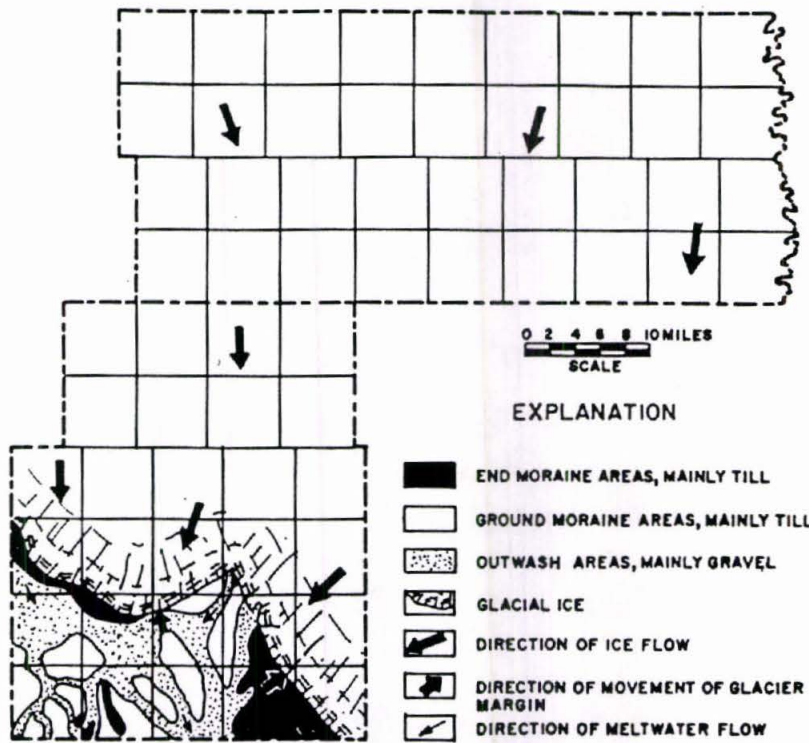 0 2 4 6 8 10 MILES
SCALE
EXPLANATION
END MORAINE AREAS, MAINLY TILL
GROUND MORAINE AREAS, MAINLY TILL
OUTWASH AREAS, MAINLY GRAVEL
GLACIAL ICE
DIRECTION OF ICE FLOW
DIRECTION OF MOVEMENT OF GLACIER
MARGIN
DIRECTION OF MELTWATER FLOW